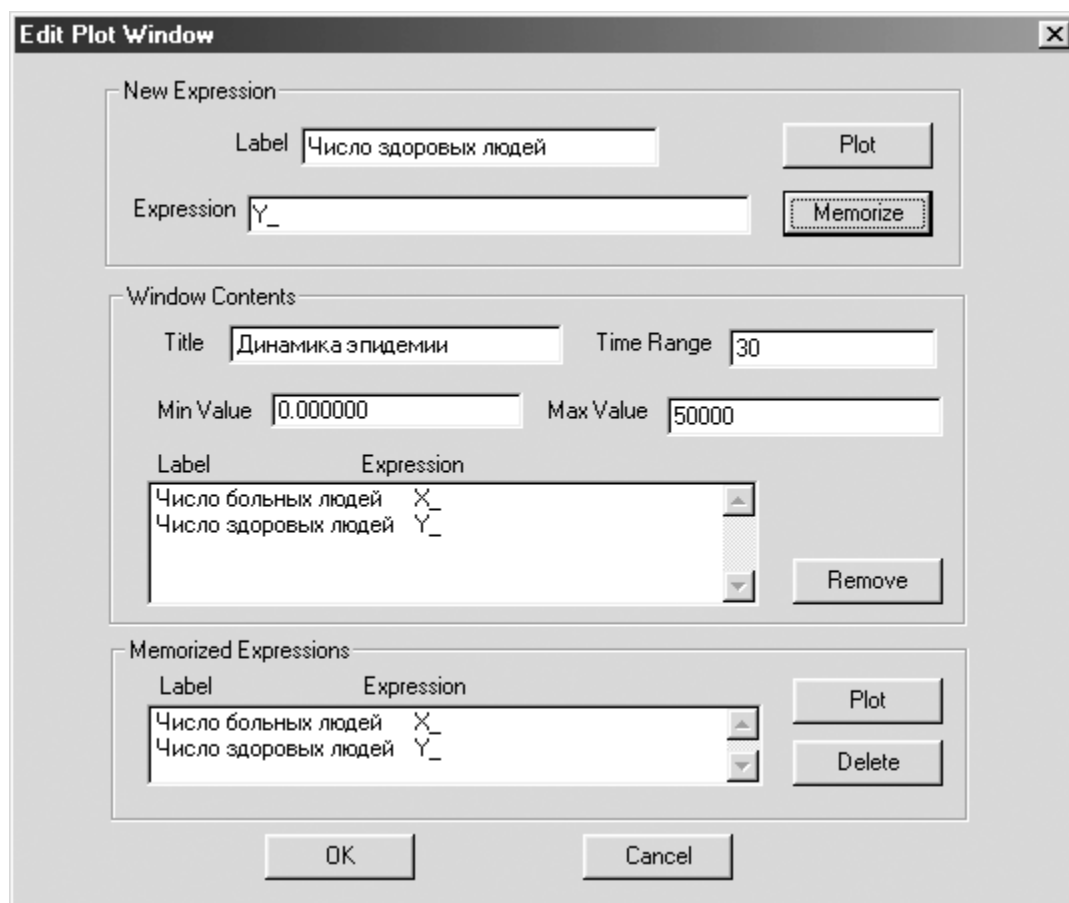 Edit Plot Window
New Expression
Label Число здоровых людей Plot
Expression Y_ Memorize
Window Contents
Title Динамика эпидемии Time Range 30
Min Value 0.000000 Max Value 50000
Label Expression
Число больных людей X_
Число здоровых людей Y_
Remove
Memorized Expressions
Label Expression
Plot
Число больных людей X_
Число здоровых людей Y_
Delete
OK Cancel